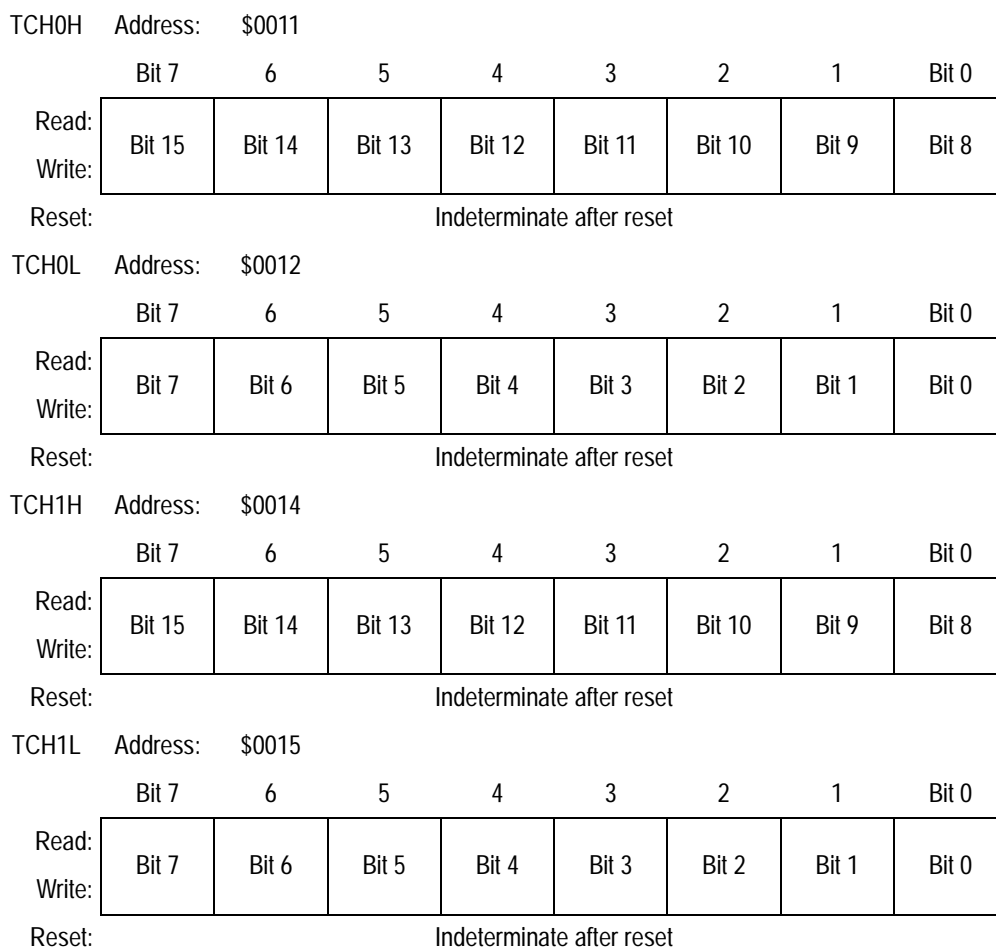 TCH0H Address: $0011
Bit 7 6 5 4 3 2 1 Bit 0
Read:
Bit 15 Bit 14 Bit 13 Bit 12 Bit 11 Bit 10 Bit 9 Bit 8
Write:
Reset: Indeterminate after reset
TCH0L Address: $0012
Bit 7 6 5 4 3 2 1 Bit 0
Read:
Bit 7 Bit 6 Bit 5 Bit 4 Bit 3 Bit 2 Bit 1 Bit 0
Write:
Reset: Indeterminate after reset
TCH1H Address: $0014
Bit 7 6 5 4 3 2 1 Bit 0
Read:
Bit 15 Bit 14 Bit 13 Bit 12 Bit 11 Bit 10 Bit 9 Bit 8
Write:
Reset: Indeterminate after reset
TCH1L Address: $0015
Bit 7 6 5 4 3 2 1 Bit 0
Read:
Bit 7 Bit 6 Bit 5 Bit 4 Bit 3 Bit 2 Bit 1 Bit 0
Write:
Reset: Indeterminate after reset